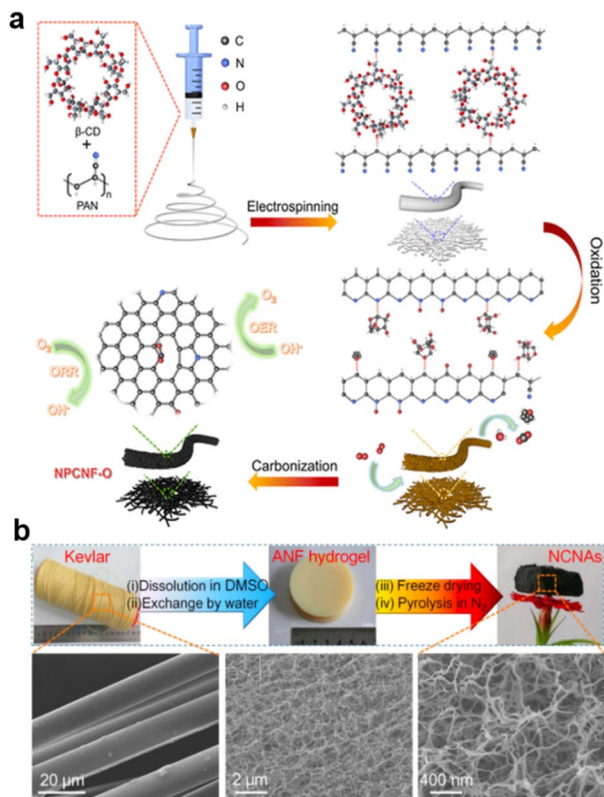 a
C
N
O
H
β-CD
+
PAN
n
Electrospinning
Oxidation
O₂
OER
OH⁻
O₂
ORR
OH⁻
NPCNF-O
Carbonization
b
Kevlar
(i)Dissolution in DMSO
(ii)Exchange by water
ANF hydrogel
(iii) Freeze drying
(iv) Pyrolysis in N₂
NCNAs
20 μm
2 μm
400 nm